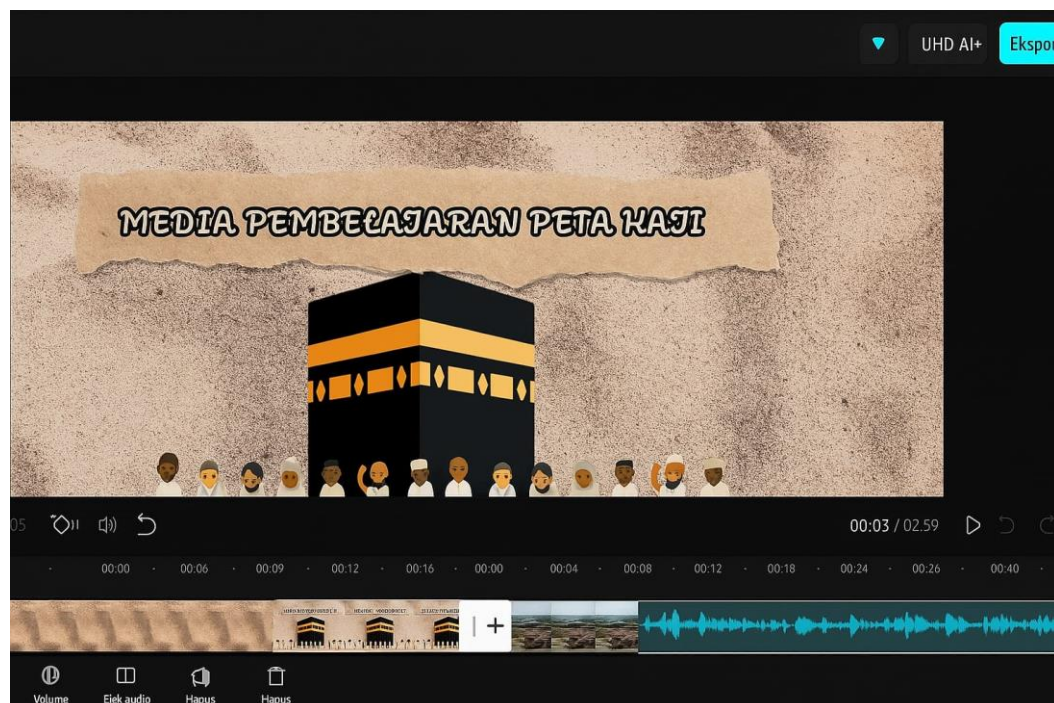 UHD AI+
Ekspor
MEDIA PEMBELAJARAN PETA HAJI
05
00:03 / 02.59
00:00 00:06 00:09 00:12 00:16 00:00 00:04 00:08 00:12 00:18 00:24 00:26 00:40
Volume
Ejek audio
Hapus
Hapus